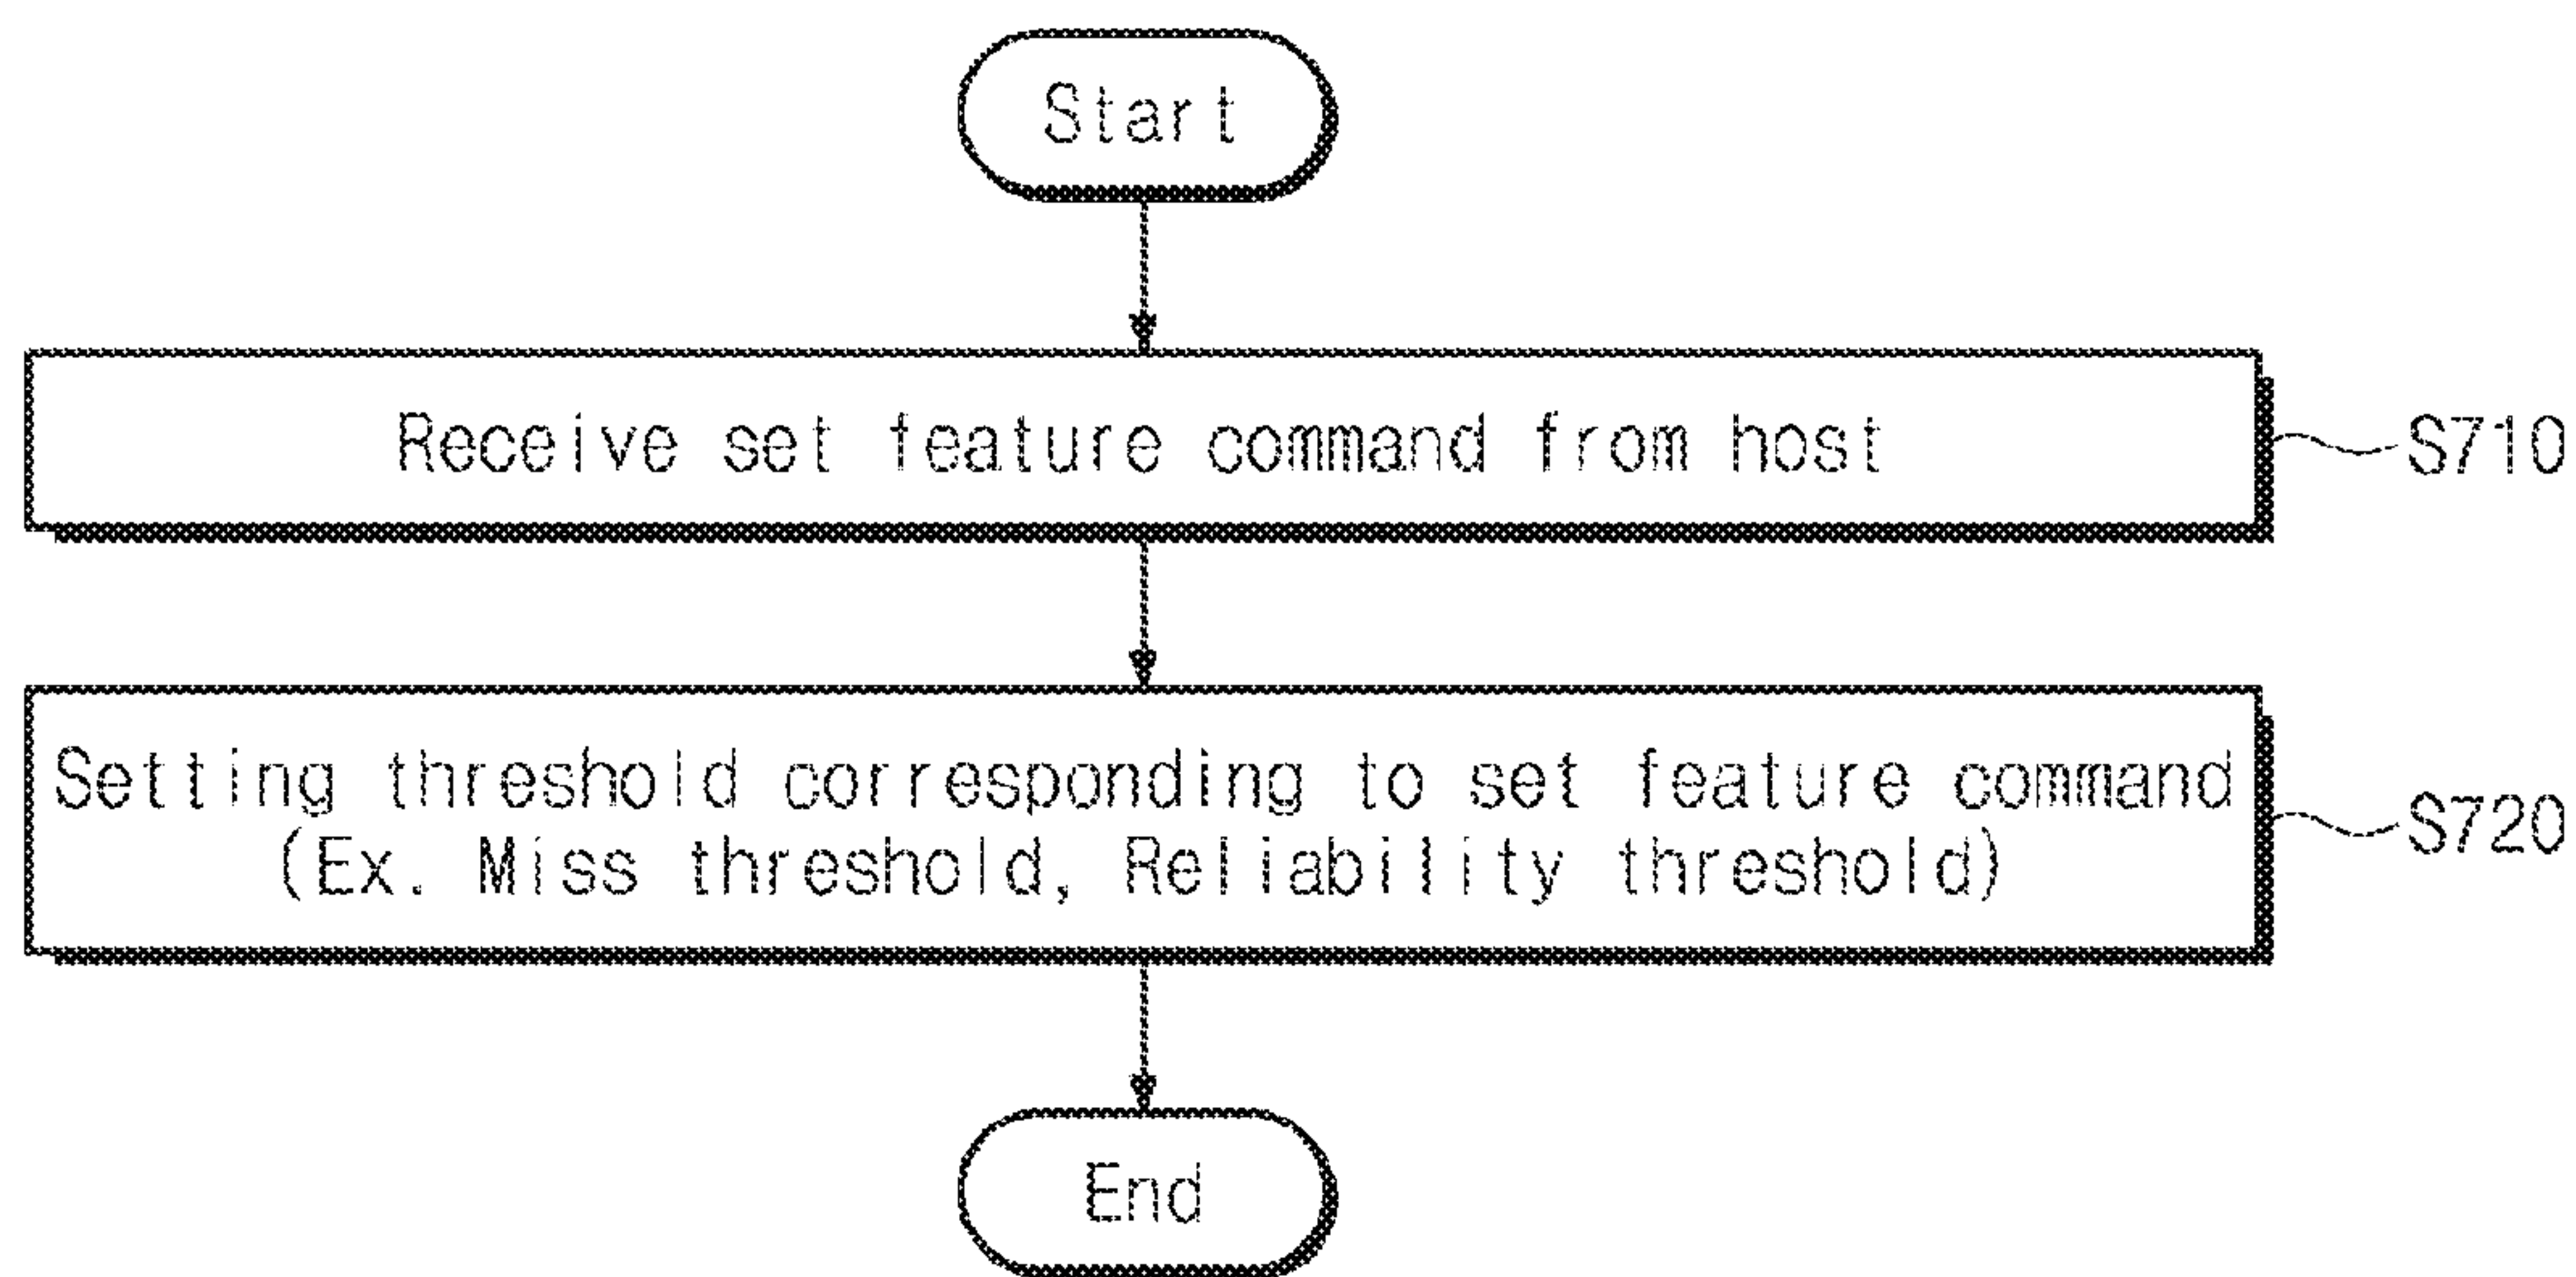 Start
Receive set feature command from host
S710
Setting threshold corresponding to set feature command
(Ex. Miss threshold, Reliability threshold)
S720
End